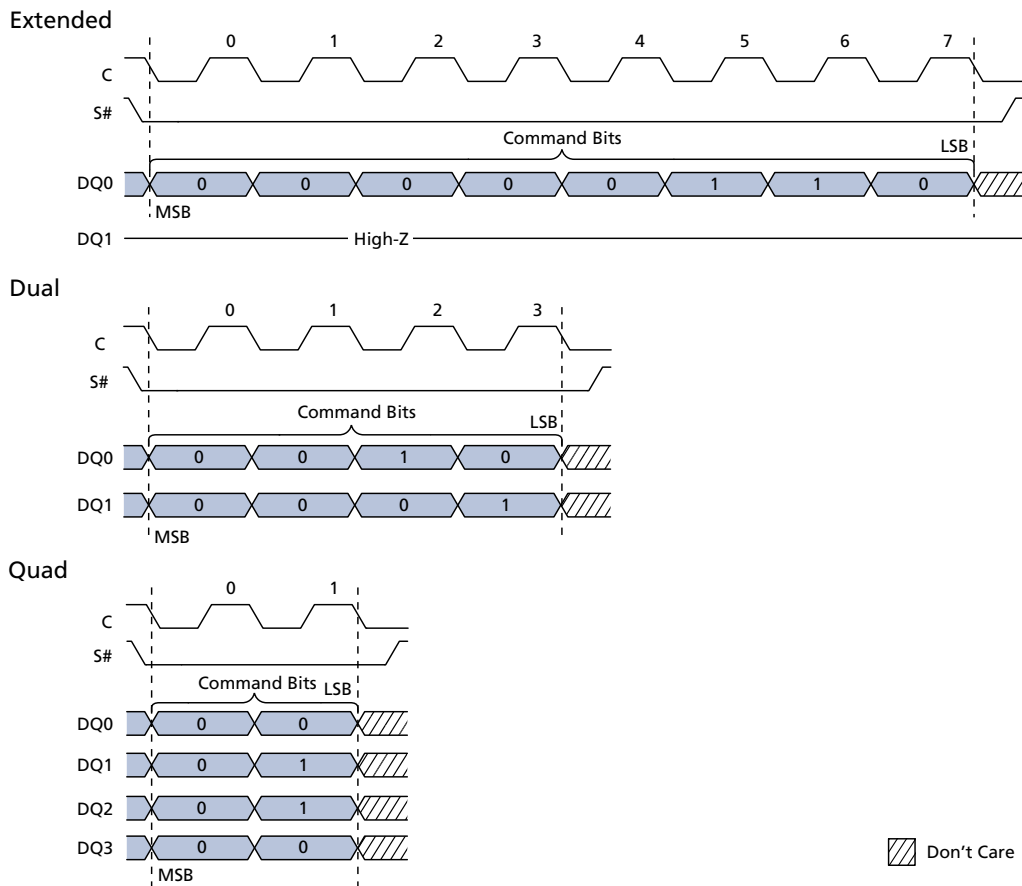 Extended
0 1 2 3 4 5 6 7
C
S#
Command Bits LSB
DQ0 0 0 0 0 0 1 1 0
MSB
DQ1 High-Z
Dual
0 1 2 3
C
S#
Command Bits
LSB
DQ0 0 0 1 0
DQ1 0 0 0 1
MSB
Quad
0 1
C
S#
Command Bits LSB
DQ0 0 0
DQ1 0 1
DQ2 0 1
DQ3 0 0
MSB
Don't Care